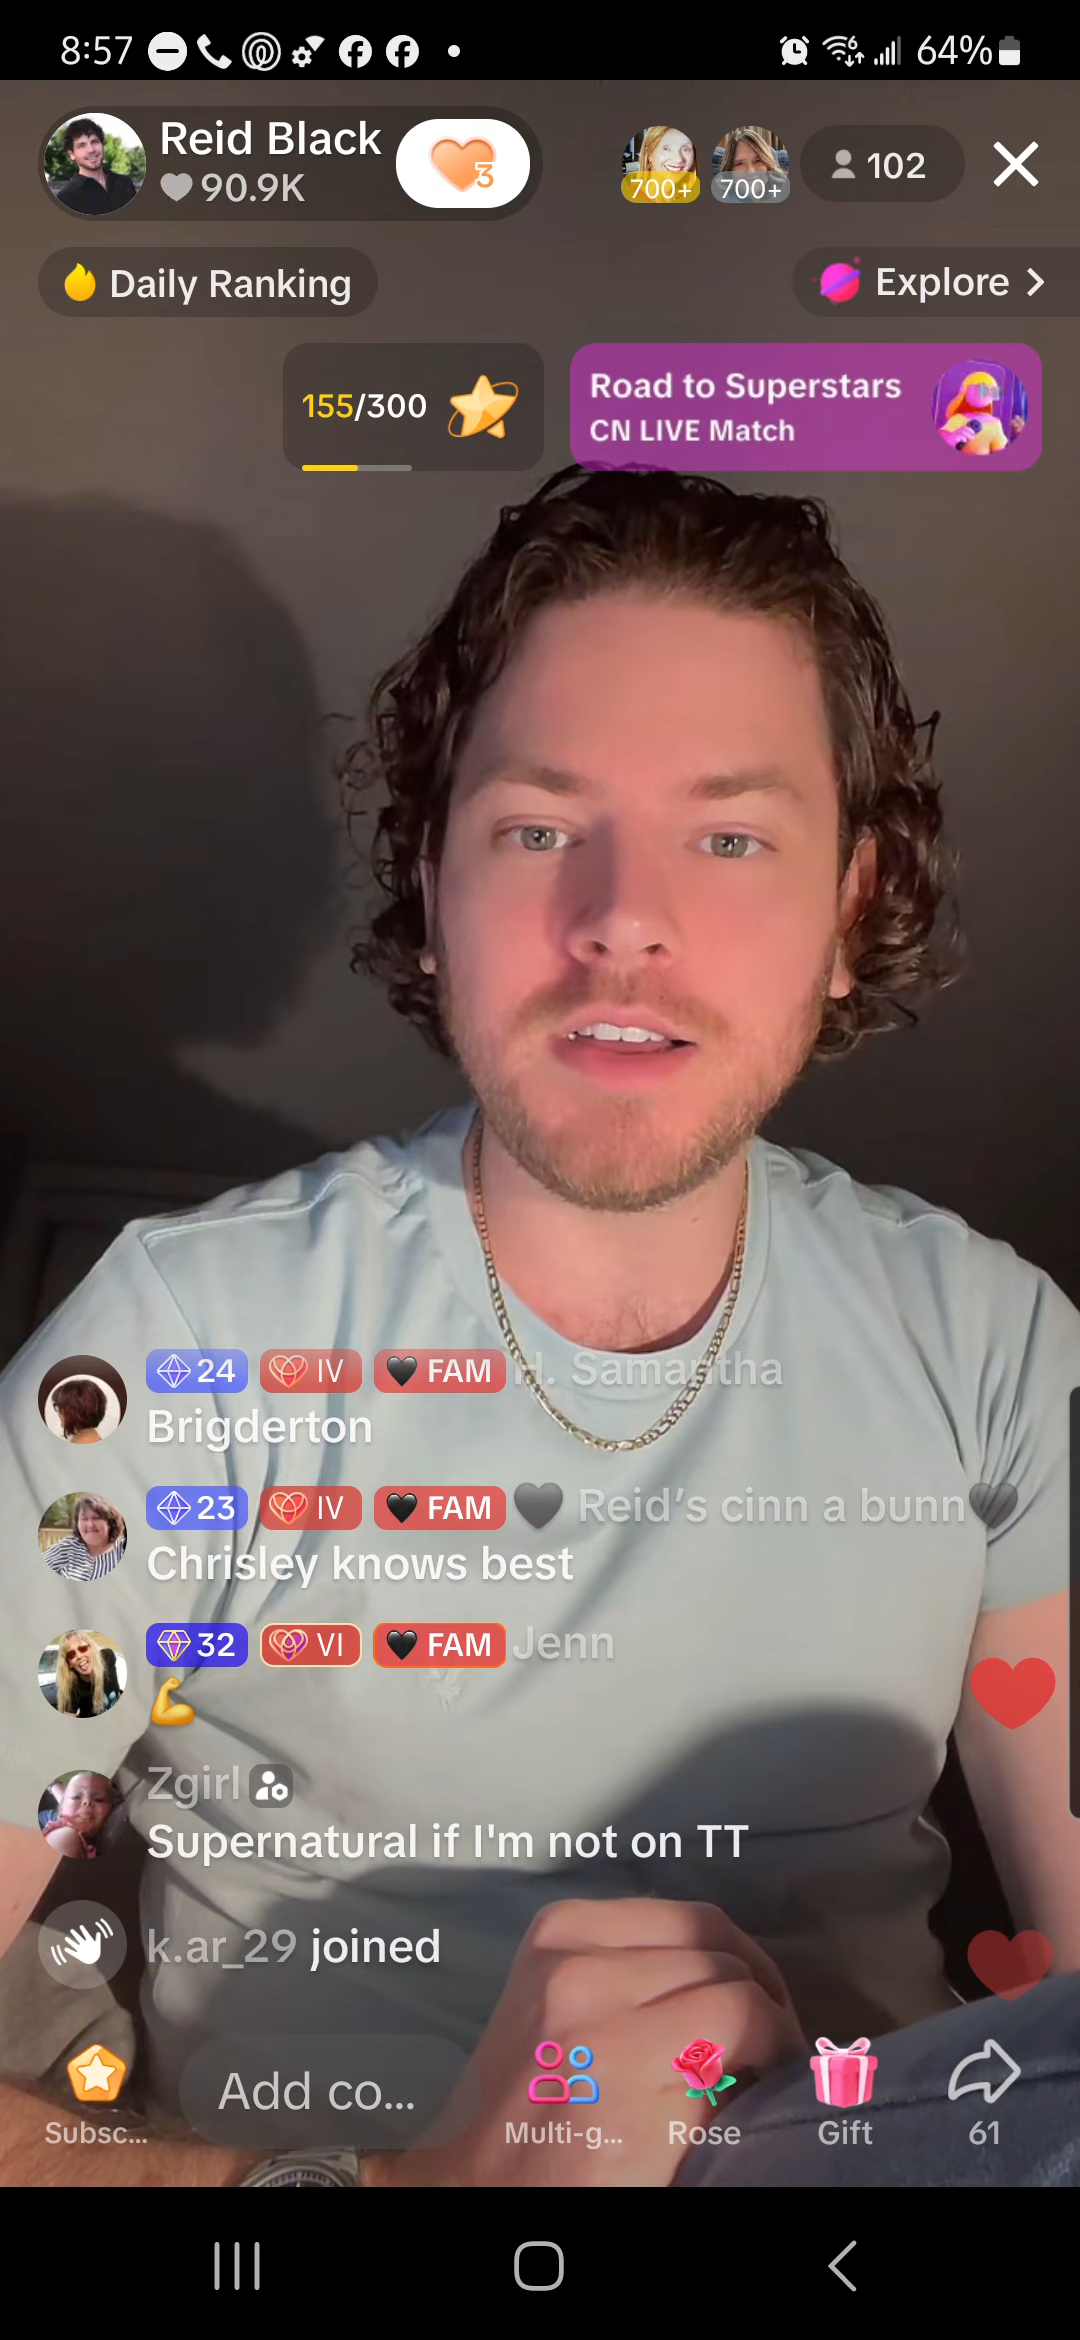 8:57
64%
Reid Black
90.9K
3
700+
700+
102
Daily Ranking
Explore
155/300
Road to Superstars
CN LIVE Match
24 IV FAM H. Samantha
Brigderton
23 IV FAM 🖤 Reid’s cinn a bunn🖤
Chrisley knows best
32 VI FAM Jenn
💪
Zgirl
Supernatural if I'm not on TT
k.ar_29 joined
Subsc...
Add co...
Multi-g...
Rose
Gift
61